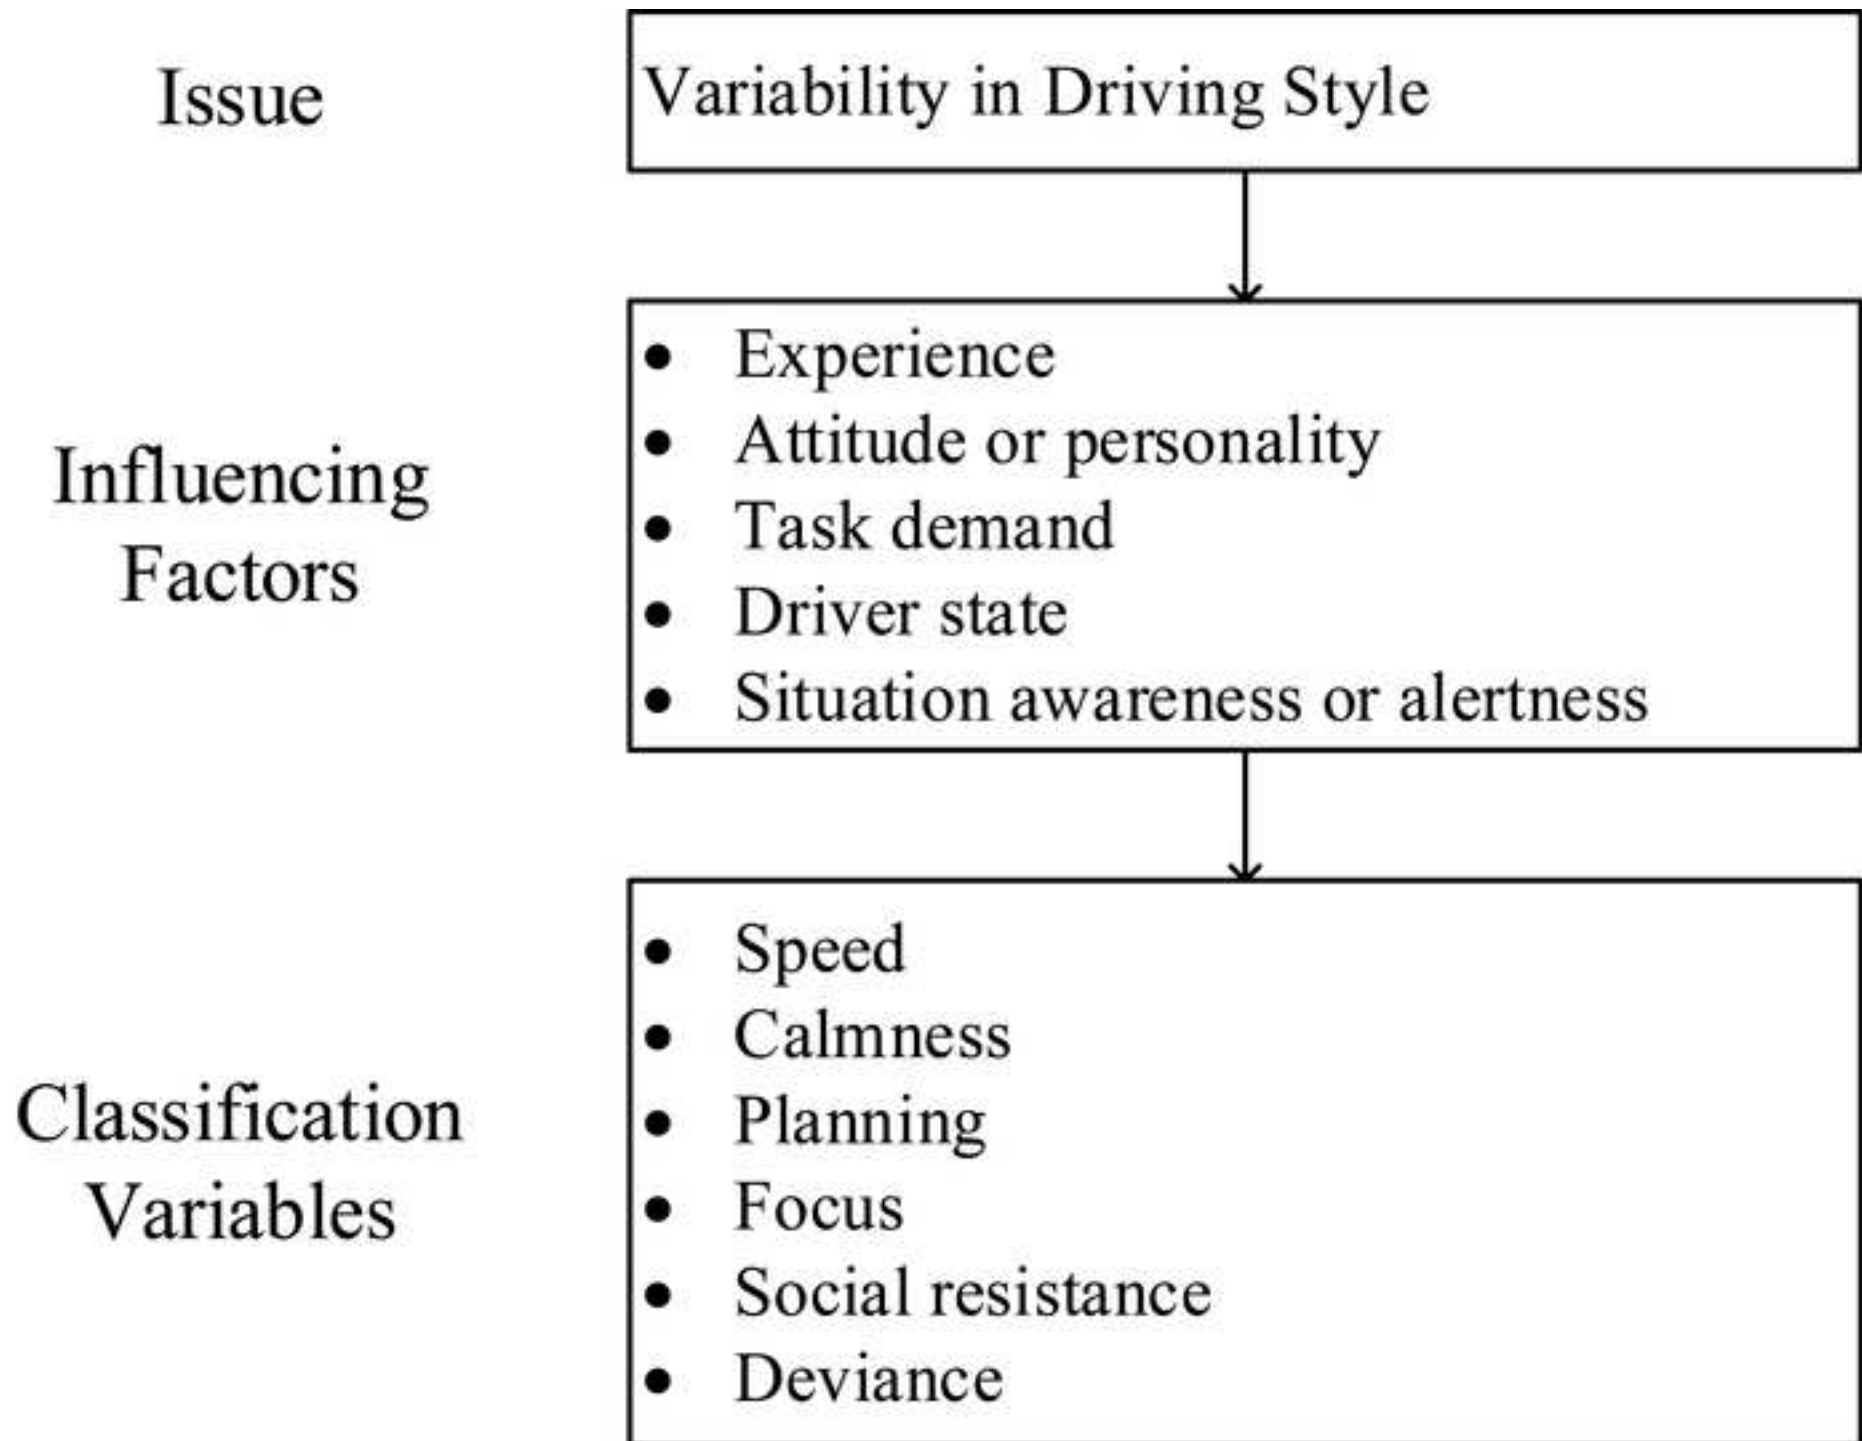 Issue
Variability in Driving Style
Influencing
Factors
• Experience
• Attitude or personality
• Task demand
• Driver state
• Situation awareness or alertness
Classification
Variables
• Speed
• Calmness
• Planning
• Focus
• Social resistance
• Deviance